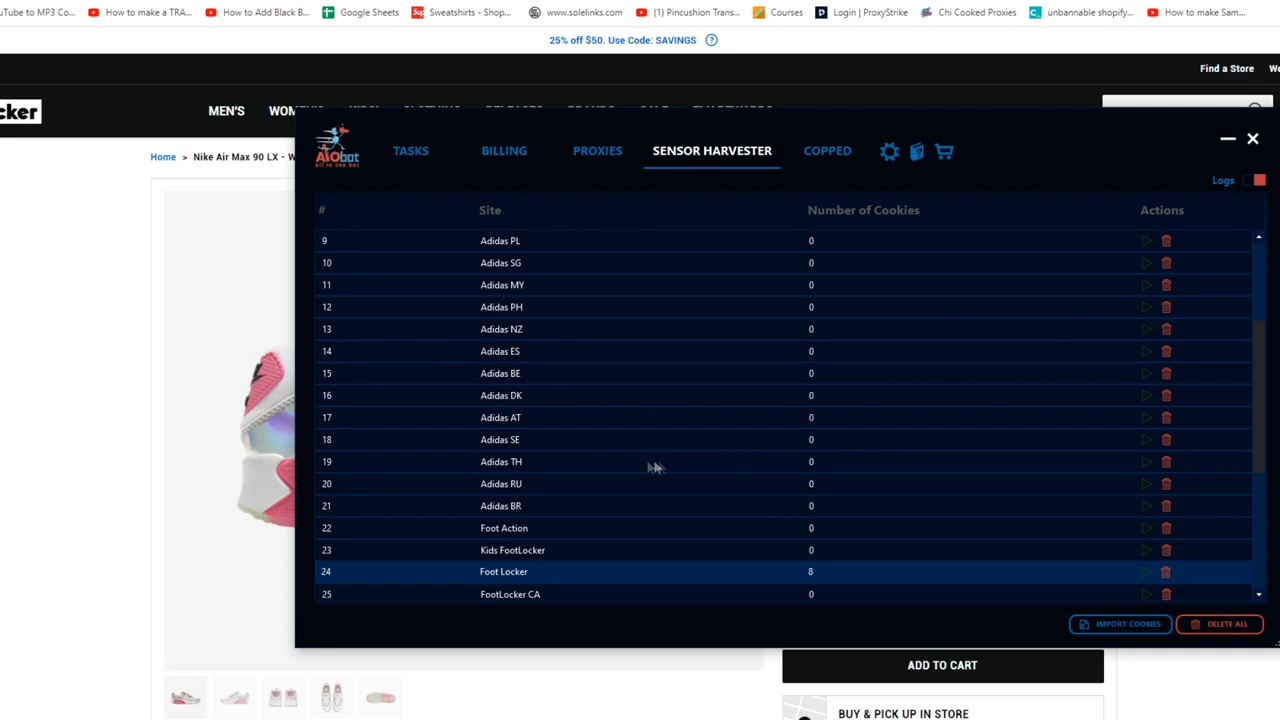 uTube to MP3 Co... How to make a TRA... How to Add Black B... Google Sheets Sweatshirts - Shop... www.solelinks.com (1) Pincushion Trans... Courses Login | ProxyStrike Chi Cooked Proxies unbannable shopify... How to make Sam...
25% off $50. Use Code: SAVINGS
Find a Store We
cker MEN'S
Home > Nike Air Max 90 LX - W
AIObot TASKS BILLING PROXIES SENSOR HARVESTER COPPED
Logs
# Site Number of Cookies Actions
9 Adidas PL 0
10 Adidas SG 0
11 Adidas MY 0
12 Adidas PH 0
13 Adidas NZ 0
14 Adidas ES 0
15 Adidas BE 0
16 Adidas DK 0
17 Adidas AT 0
18 Adidas SE 0
19 Adidas TH 0
20 Adidas RU 0
21 Adidas BR 0
22 Foot Action 0
23 Kids FootLocker 0
24 Foot Locker 8
25 FootLocker CA 0
IMPORT COOKIES DELETE ALL
ADD TO CART
BUY & PICK UP IN STORE